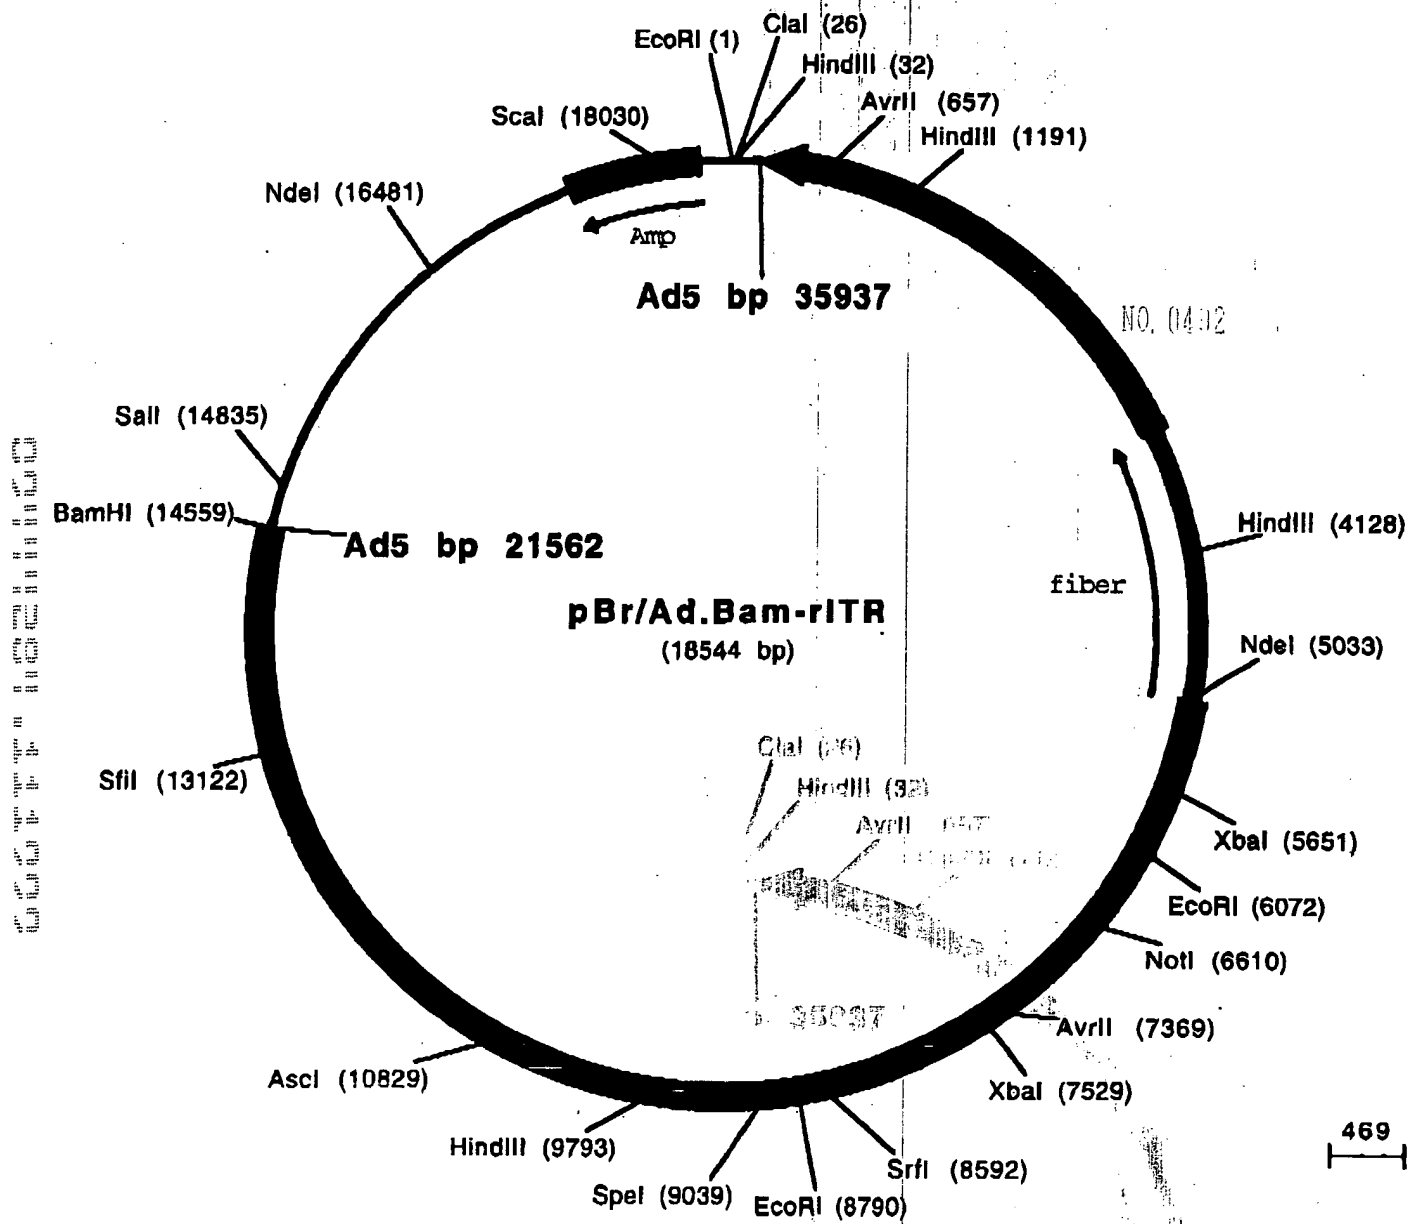 EcoRI (1)
ClaI (26)
HindIII (32)
AvrII (657)
HindIII (1191)
ScaI (18030)
NdeI (16481)
Amp
Ad5 bp 35937
SalI (14835)
BamHI (14559)
Ad5 bp 21562
HindIII (4128)
fiber
pBr/Ad.Bam-rITR
(18544 bp)
NdeI (5033)
ClaI
HindIII (32)
AvrII
SfiI (13122)
XbaI (5651)
EcoRI (6072)
NotI (6610)
AvrII (7369)
AscI (10829)
XbaI (7529)
HindIII (9793)
SrfI (8592)
SpeI (9039)
EcoRI (8790)
469